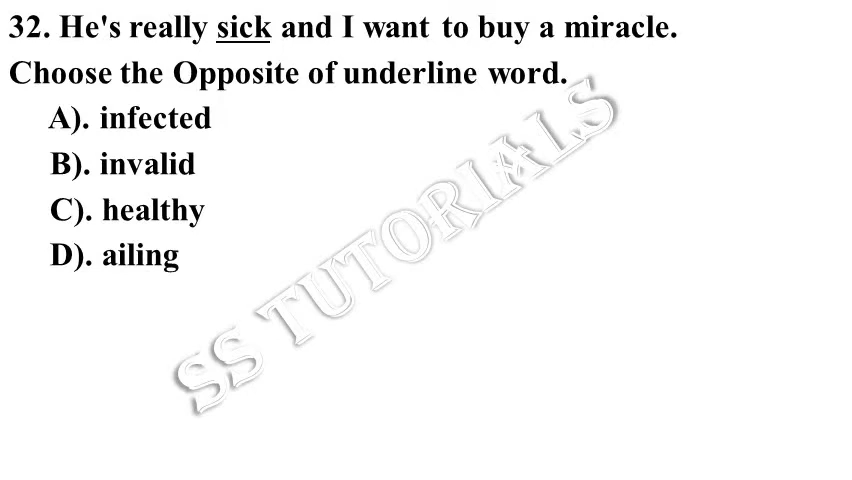 32. He's really sick and I want to buy a miracle.
Choose the Opposite of underline word.
A). infected
B). invalid
C). healthy
D). ailing
SS TUTORIALS